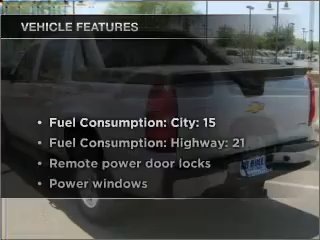 VEHICLE FEATURES
• Fuel Consumption: City: 15
• Fuel Consumption: Highway: 21
• Remote power door locks
• Power windows